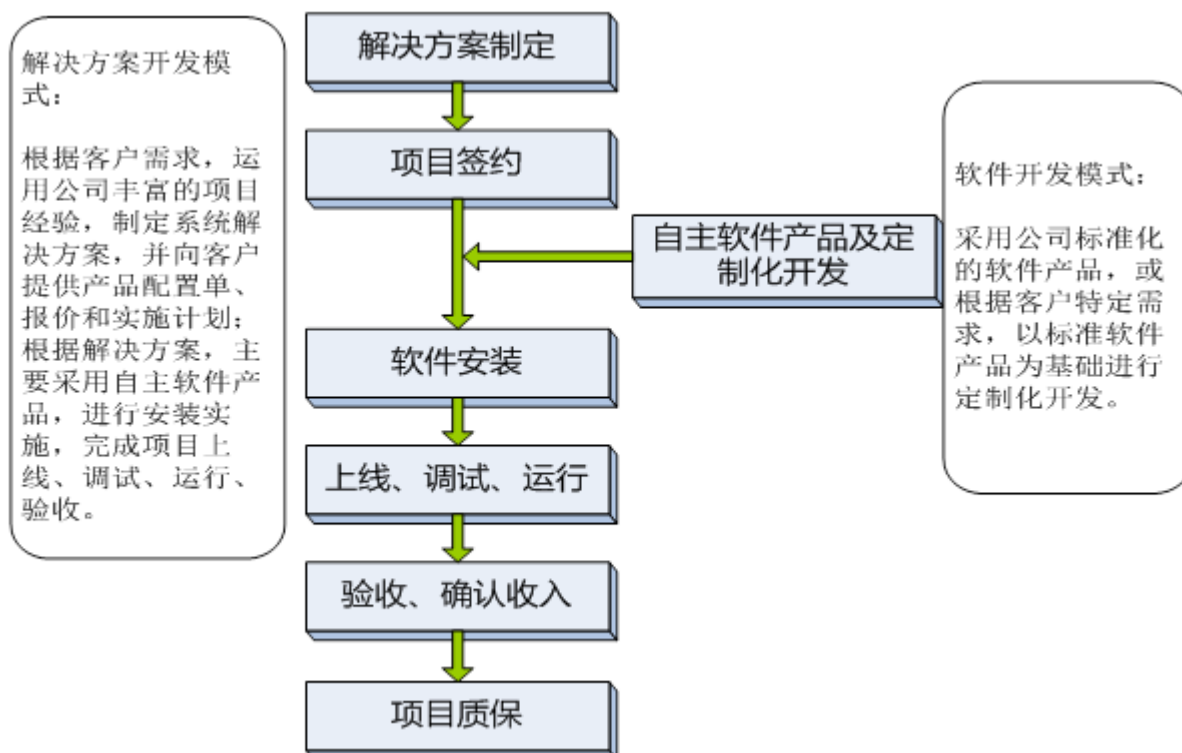 解决方案开发模
式：
根据客户需求，运
用公司丰富的项目
经验，制定系统解
决方案，并向客户
提供产品配置单、
报价和实施计划；
根据解决方案，主
要采用自主软件产
品，进行安装实
施，完成项目上
线、调试、运行、
验收。
解决方案制定
项目签约
自主软件产品及定
制化开发
软件安装
上线、调试、运行
验收、确认收入
项目质保
软件开发模式：
采用公司标准化
的软件产品，或
根据客户特定需
求，以标准软件
产品为基础进行
定制化开发。